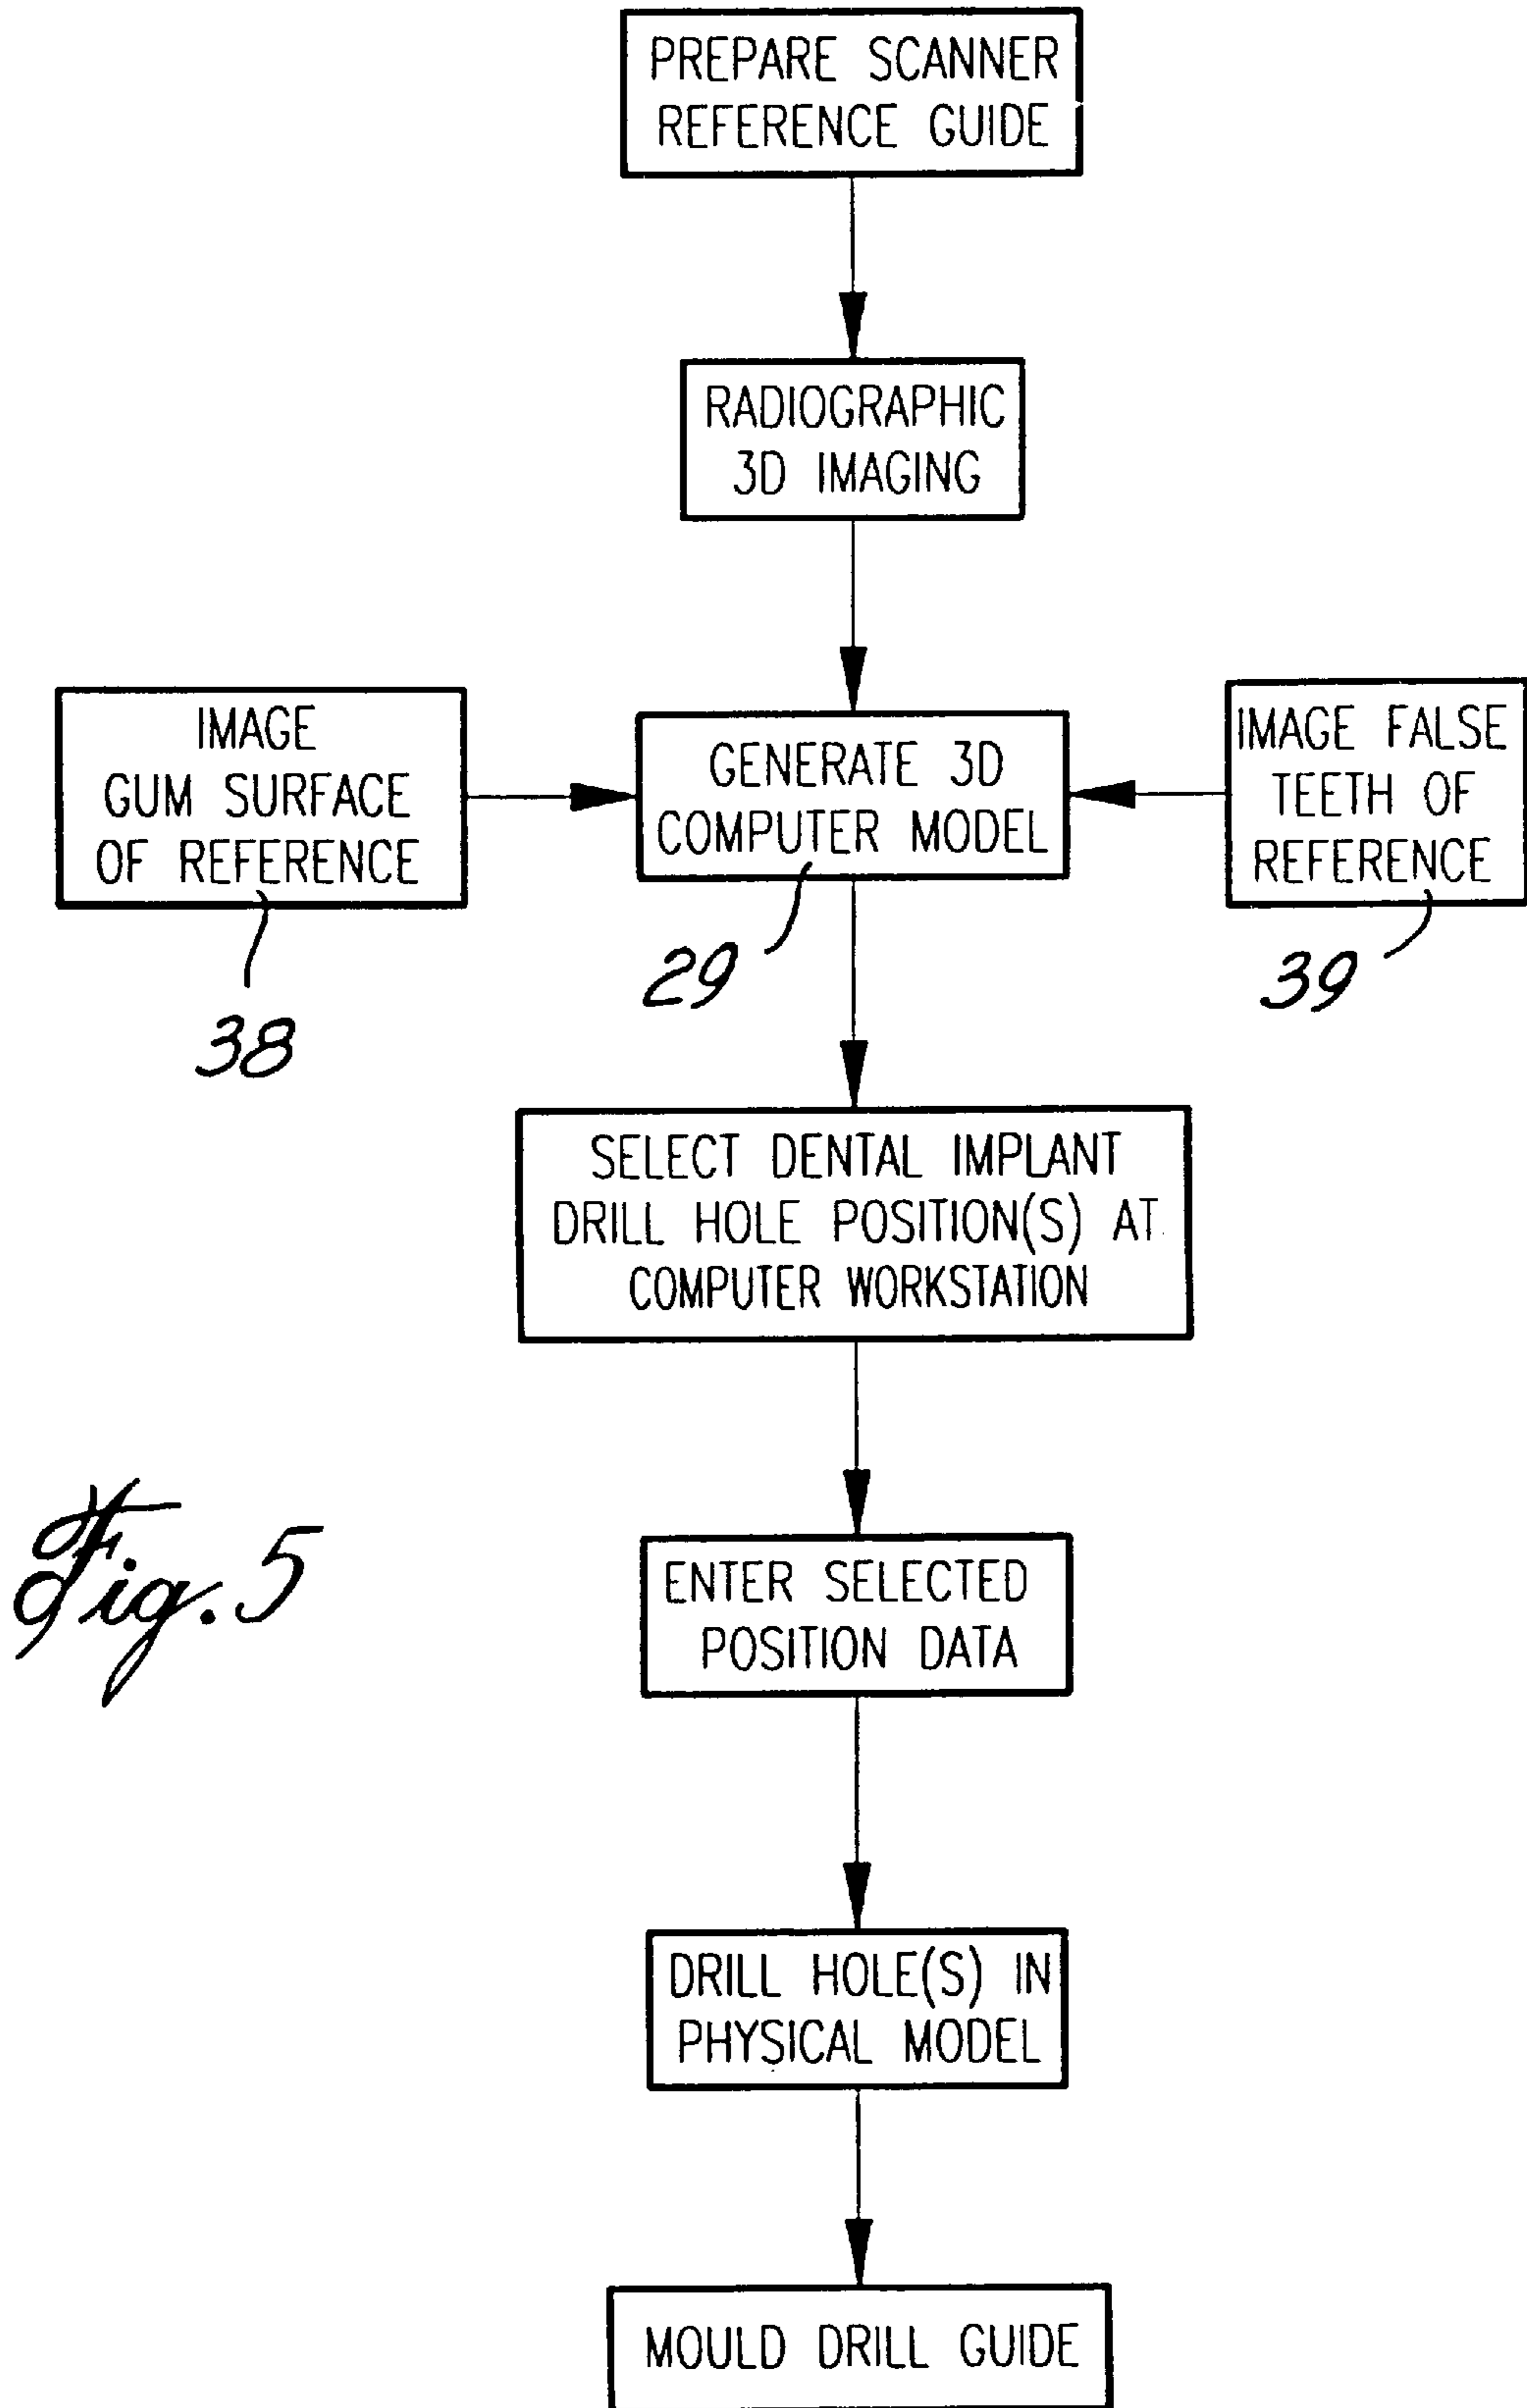 PREPARE SCANNER
REFERENCE GUIDE
RADIOGRAPHIC
3D IMAGING
IMAGE
GUM SURFACE
OF REFERENCE
38
GENERATE 3D
COMPUTER MODEL
29
IMAGE FALSE
TEETH OF
REFERENCE
39
SELECT DENTAL IMPLANT
DRILL HOLE POSITION(S) AT
COMPUTER WORKSTATION
ENTER SELECTED
POSITION DATA
Fig. 5
DRILL HOLE(S) IN
PHYSICAL MODEL
MOULD DRILL GUIDE